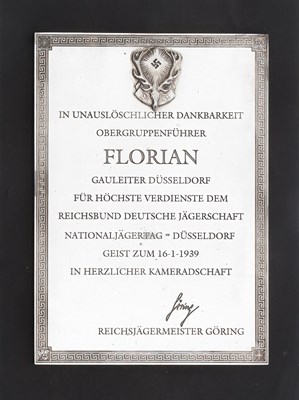 IN UNAUSLÖSCHLICHER DANKBARKEIT
OBERGRUPPENFÜHRER
FLORIAN
GAULEITER DÜSSELDORF
FÜR HÖCHSTE VERDIENSTE DEM
REICHSBUND DEUTSCHE JÄGERSCHAFT
NATIONALJÄGERTAG - DÜSSELDORF
GEIST ZUM 16-1-1939
IN HERZLICHER KAMERADSCHAFT
Göring
REICHSJÄGERMEISTER GÖRING